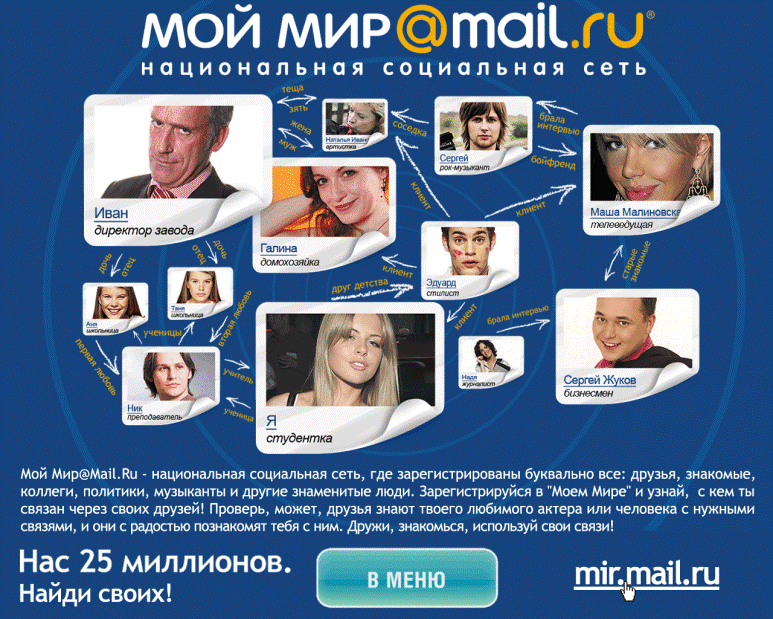 МОЙ МИР@mail.ru®
национальная социальная сеть
теща
зять
жена
муж
Наталья Иван
артистка
соседка
Сергей
рок-музыкант
брала
интервью
бойфренд
Маша Малиновска
телеведущая
Иван
директор завода
Галина
домохозяйка
клиент
клиент
Эдуард
стилист
старые
знакомые
дочь
отец
дочь
отец
клиент
друг детства
Аня
школьница
Таня
школьница
ученицы
вторая любовь
первая любовь
клиент
брала интервью
Ник
преподаватель
учитель
ученица
Я
студентка
Надя
журналист
Сергей Жуков
бизнесмен
Мой Мир@Mail.Ru - национальная социальная сеть, где зарегистрированы буквально все: друзья, знакомые,
коллеги, политики, музыканты и другие знаменитые люди. Зарегистрируйся в "Моем Мире" и узнай, с кем ты
связан через своих друзей! Проверь, может, друзья знают твоего любимого актера или человека с нужными
связями, и они с радостью познакомят тебя с ним. Дружи, знакомься, используй свои связи!
Нас 25 миллионов.
Найди своих!
В МЕНЮ
mir.mail.ru